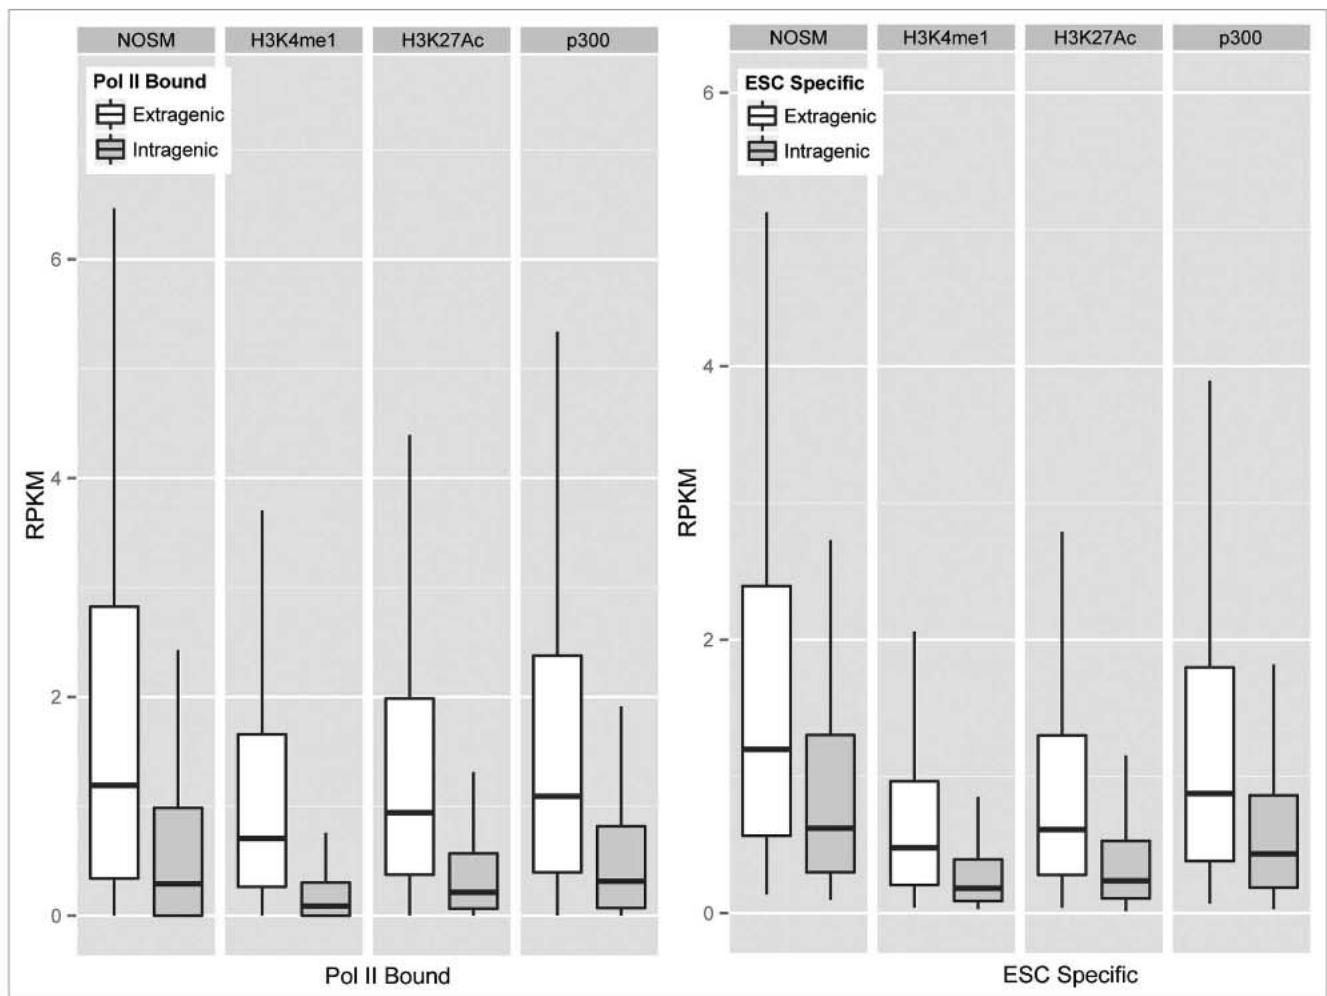 NOSM H3K4me1 H3K27Ac p300
Pol II Bound
Extragenic
Intragenic
6
4
2
0
RPKM
Pol II Bound
NOSM H3K4me1 H3K27Ac p300
ESC Specific
Extragenic
Intragenic
6
4
2
0
RPKM
ESC Specific